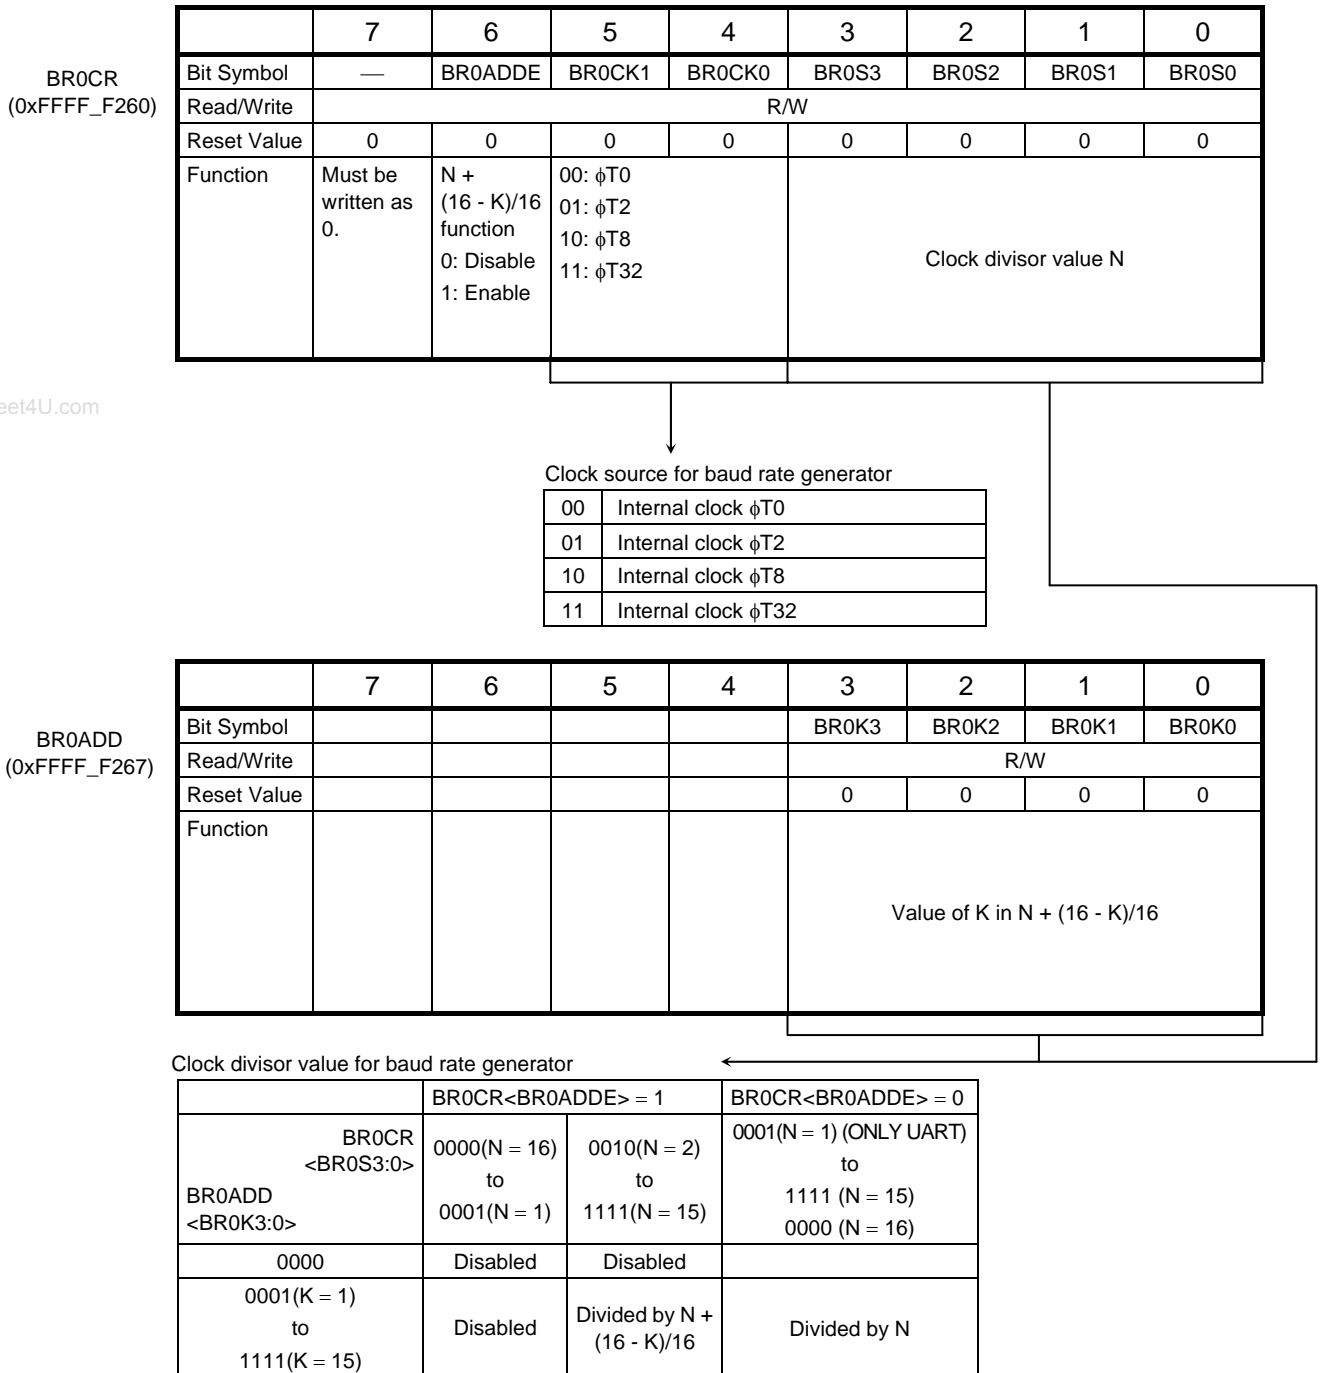 7 6 5 4 3 2 1 0
BR0CR
(0xFFFF_F260)
Bit Symbol — BR0ADDE BR0CK1 BR0CK0 BR0S3 BR0S2 BR0S1 BR0S0
Read/Write R/W
Reset Value 0 0 0 0 0 0 0 0
Function
Must be
written as
0.
N +
(16 - K)/16
function
0: Disable
1: Enable
00: ϕT0
01: ϕT2
10: ϕT8
11: ϕT32
Clock divisor value N
eet4U.com
Clock source for baud rate generator
00 Internal clock ϕT0
01 Internal clock ϕT2
10 Internal clock ϕT8
11 Internal clock ϕT32
7 6 5 4 3 2 1 0
BR0ADD
(0xFFFF_F267)
Bit Symbol BR0K3 BR0K2 BR0K1 BR0K0
Read/Write R/W
Reset Value 0 0 0 0
Function
Value of K in N + (16 - K)/16
Clock divisor value for baud rate generator
BR0CR<BR0ADDE> = 1 BR0CR<BR0ADDE> = 0
BR0CR
<BR0S3:0>
BR0ADD
<BR0K3:0>
0000(N = 16)
to
0001(N = 1)
0010(N = 2)
to
1111(N = 15)
0001(N = 1) (ONLY UART)
to
1111 (N = 15)
0000 (N = 16)
0000 Disabled Disabled
0001(K = 1)
to
1111(K = 15)
Disabled
Divided by N +
(16 - K)/16
Divided by N